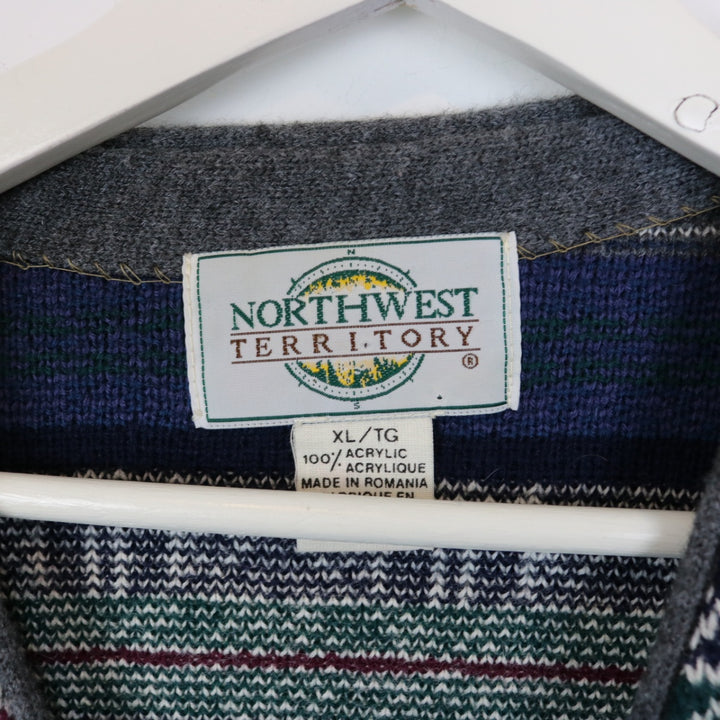 N
NORTHWEST
TERRITORY
®
S
XL/TG
100% ACRYLIC
ACRYLIQUE
MADE IN ROMANIA